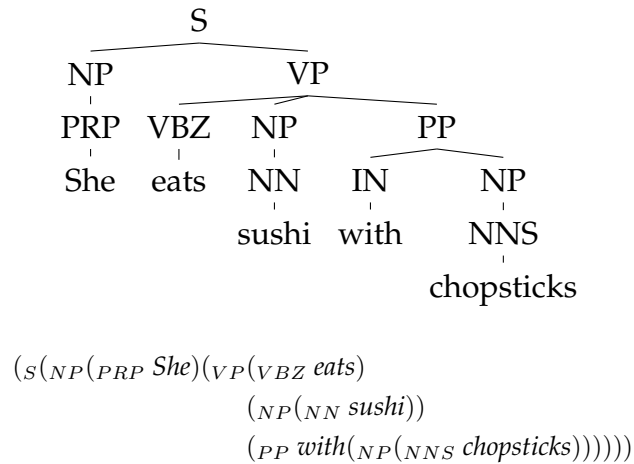 S
NP VP
PRP VBZ NP PP
She eats NN IN NP
sushi with NNS
chopsticks
(S(NP(PRP She)(VP(VBZ eats)
(NP(NN sushi))
(PP with(NP(NNS chopsticks))))))